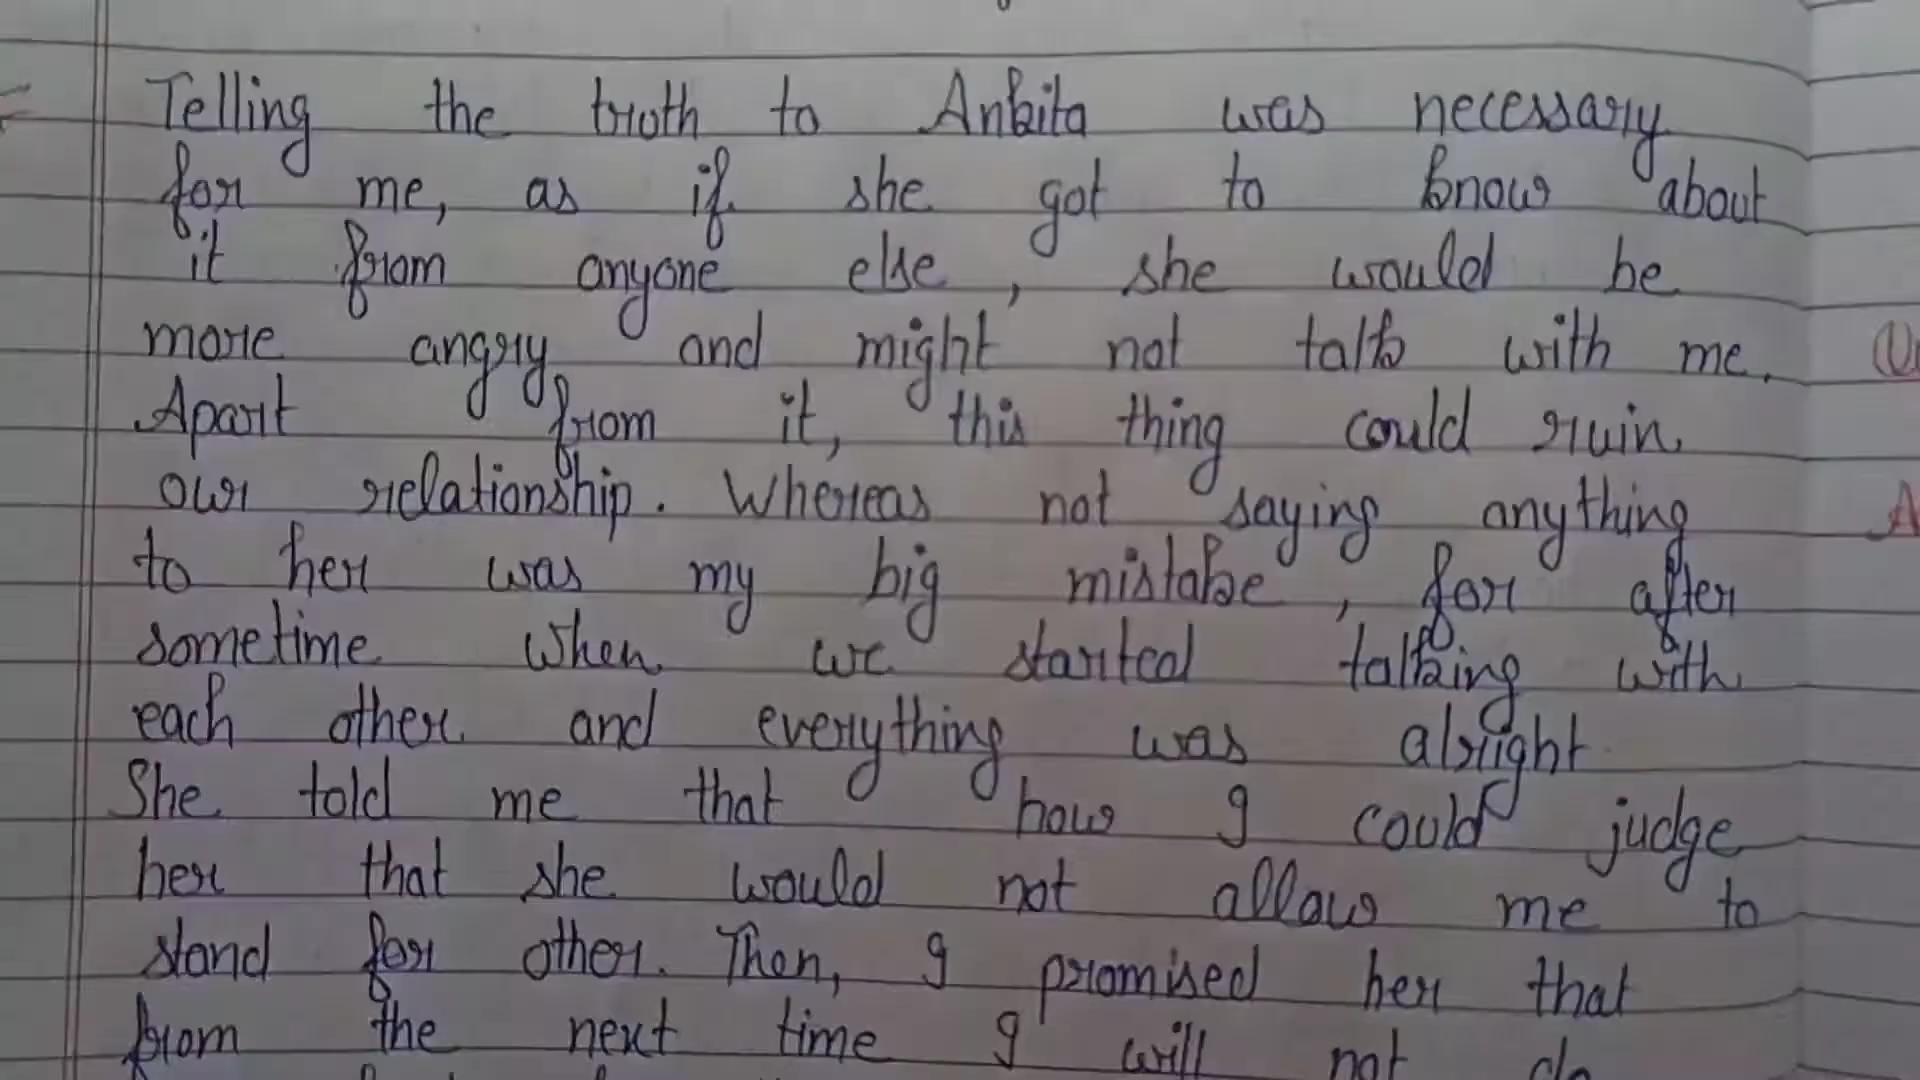 Telling the truth to Ankita was necessary
for me, as if she got to know about
it from anyone else, she would be
more angry and might not talk with me.
Apart from it, this thing could ruin
our relationship. Whereas not saying anything
to her was my big mistake, for after
sometime when we started talking with
each other and everything was alright
She told me that how I could judge
her that she would not allow me to
stand for other. Then, I promised her that
from the next time I will not do